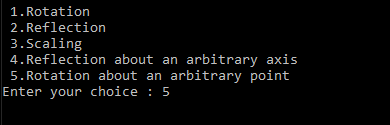 1.Rotation
2.Reflection
3.Scaling
4.Reflection about an arbitrary axis
5.Rotation about an arbitrary point
Enter your choice : 5